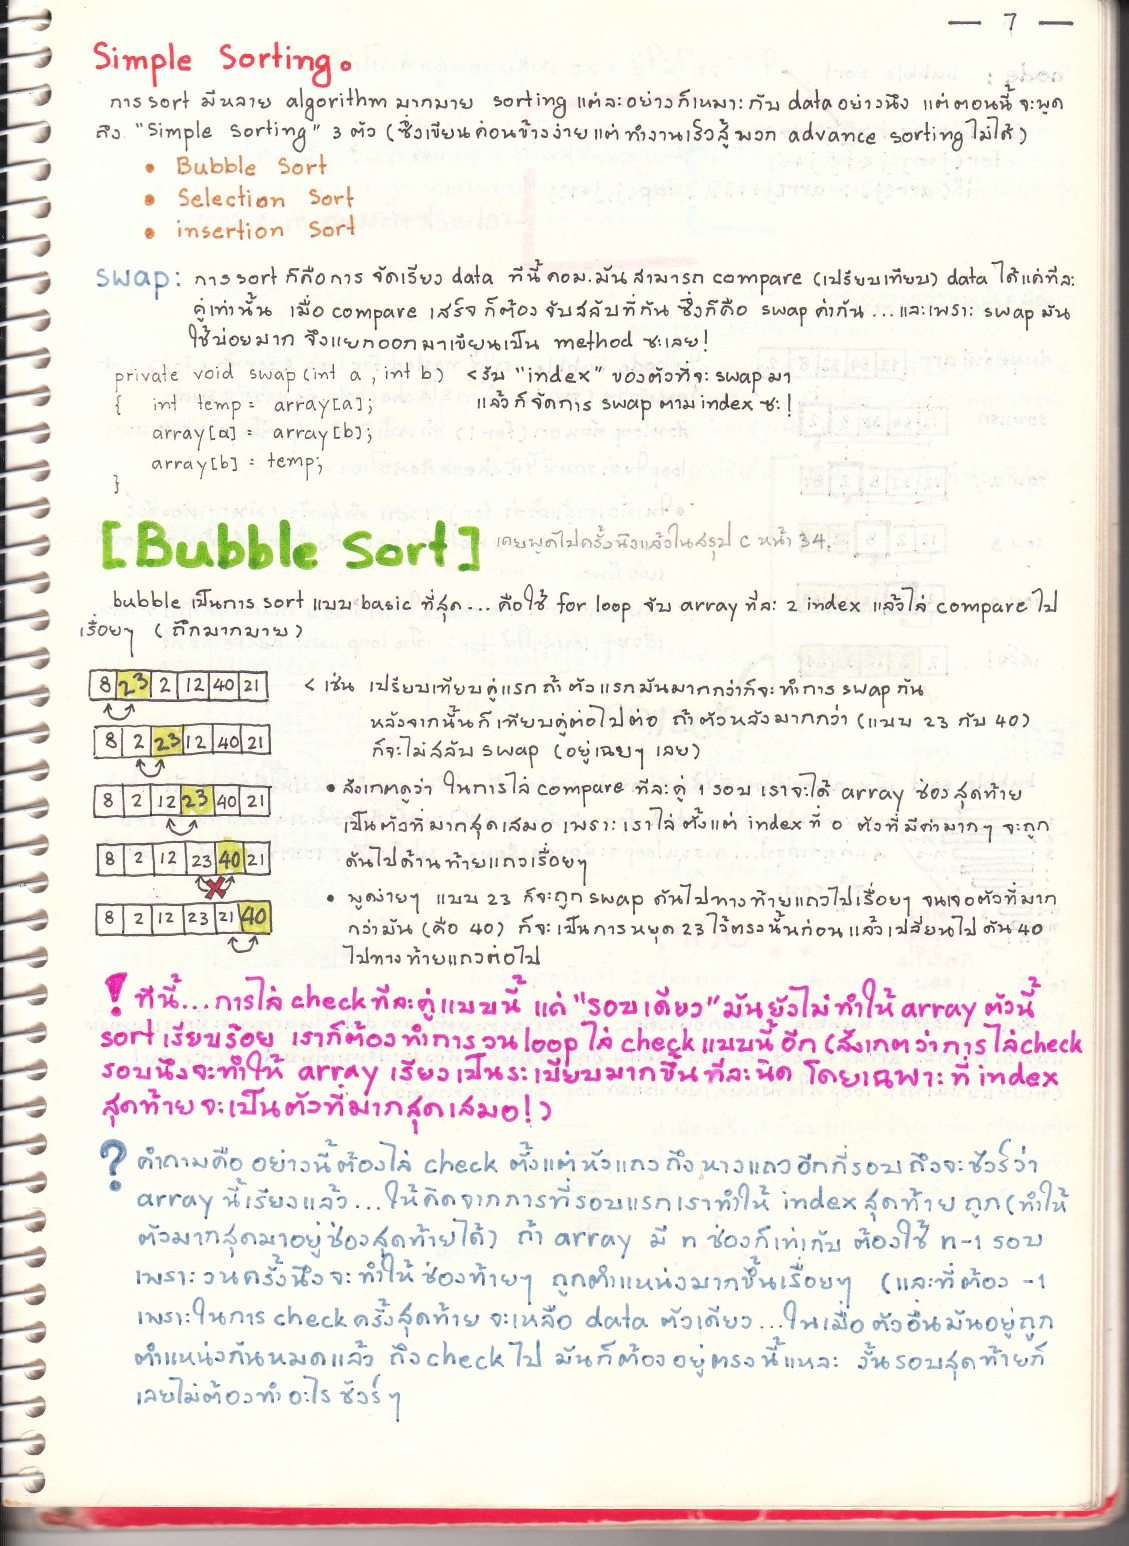 — 7 —
Simple Sorting.
การ sort มีหลาย algorithm มากมาย sorting แต่ละอย่างก็เหมาะกับ data อย่างนึง แต่ตอนนี้จะพูด
ถึง "Simple Sorting" 3 ตัว (ซึ่งเขียนค่อนข้างง่ายแต่ทำงานเร็วสู้พวก advance sorting ไม่ได้)
• Bubble Sort
• Selection Sort
• insertion Sort
swap: การ sort ก็คือการ จัดเรียง data ทีนี้ คอม.มันสามารถ compare (เปรียบเทียบ) data ได้แค่ทีละ
คู่เท่านั้น เมื่อ compare เสร็จก็ต้อง จับสลับที่กัน ซึ่งก็คือ swap ค่ากัน...และเพราะ swap มัน
ใช้บ่อยมาก จึงแยกออกมาเขียนเป็น method ซะเลย!
private void swap(int a, int b) < รับ "index" ของตัวที่จะ swap มา
{ int temp = array[a]; แล้วก็จัดการ swap ตาม index ซะ!
array[a] = array[b];
array[b] = temp;
}
[Bubble Sort] เคยพูดไปครั้งนึงแล้วในสรุป C หน้า 34.
bubble เป็นการ sort แบบ basic ที่สุด... คือใช้ for loop จับ array ทีละ 2 index แล้วไล่ compare ไป
เรื่อยๆ (ถึกมากมาย)
8 23 2 12 40 21
< เช่น เปรียบเทียบคู่แรก ถ้าตัวแรกมันมากกว่าก็จะทำการ swap กัน
หลังจากนั้นก็เทียบคู่ต่อไปต่อ ถ้าตัวหลังมากกว่า (แบบ 23 กับ 40)
8 2 23 12 40 21
ก็จะไม่สลับ swap (อยู่เฉยๆ เลย)
8 2 12 23 40 21
• สังเกตดูว่า ในการไล่ compare ทีละคู่ 1 รอบ เราจะได้ array ช่องสุดท้าย
เป็นตัวที่มากสุดเสมอ เพราะเราไล่ตั้งแต่ index ที่ 0 ตัวที่มีค่ามากๆ จะถูก
8 2 12 23 40 21
ดันไปด้านท้ายแถวเรื่อยๆ
• พูดง่ายๆ แบบ 23 ก็จะถูก swap ดันไปทางท้ายแถวไปเรื่อยๆ จนเจอตัวที่มาก
8 2 12 23 21 40
กว่ามัน (คือ 40) ก็จะเป็นการหยุด 23 ไว้ตรงนั้นก่อน แล้วเปลี่ยนไปดัน 40
ไปทางท้ายแถวต่อไป
! ทีนี้...การไล่ check ทีละคู่แบบนี้ แค่ "รอบเดียว" มันยังไม่ทำให้ array ตัวนี้
sort เรียบร้อย เราก็ต้องทำการวน loop ไล่ check แบบนี้อีก (สังเกตว่าการไล่ check
รอบนึงจะทำให้ array เรียงเป็นระเบียบมากขึ้นทีละนิด โดยเฉพาะที่ index
สุดท้ายจะเป็นตัวที่มากสุดเสมอ!)
? คำถามคือ อย่างนี้ต้องไล่ check ตั้งแต่หัวแถวถึงหางแถวอีกกี่รอบ ถึงจะชัวร์ว่า
array นี้เรียงแล้ว...ให้คิดจากการที่รอบแรกเราทำให้ index สุดท้าย ถูก (ทำให้
ตัวมากสุดมาอยู่ช่องสุดท้ายได้) ถ้า array มี n ช่องก็เท่ากับ ต้องใช้ n-1 รอบ
เพราะวนครั้งนึงจะทำให้ช่องท้ายๆ ถูกตำแหน่งมากขึ้นเรื่อยๆ (และที่ต้อง -1
เพราะในการ check ครั้งสุดท้าย จะเหลือ data ตัวเดียว...ในเมื่อตัวอื่นมันอยู่ถูก
ตำแหน่งกันหมดแล้ว ถึง check ไป มันก็ต้องอยู่ตรงนี้แหละ งั้นรอบสุดท้ายก็
เลยไม่ต้องทำอะไร ชัวร์ๆ